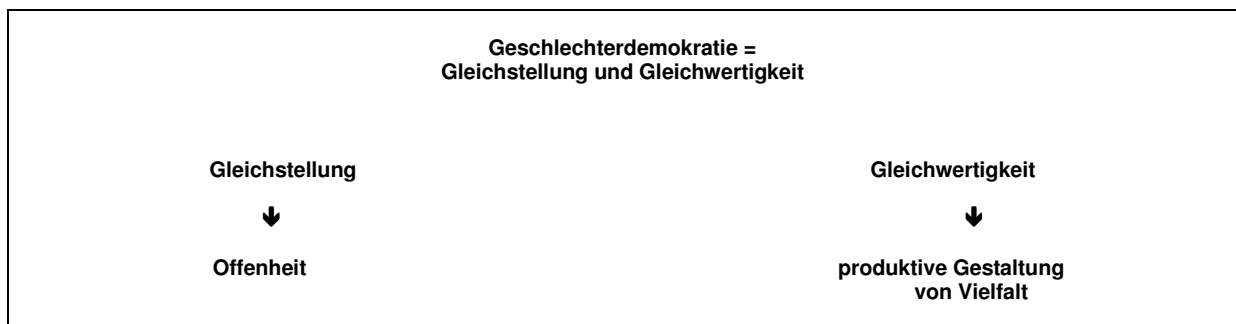 Geschlechterdemokratie =
Gleichstellung und Gleichwertigkeit
Gleichstellung
Gleichwertigkeit
🡻
🡻
Offenheit
produktive Gestaltung
von Vielfalt